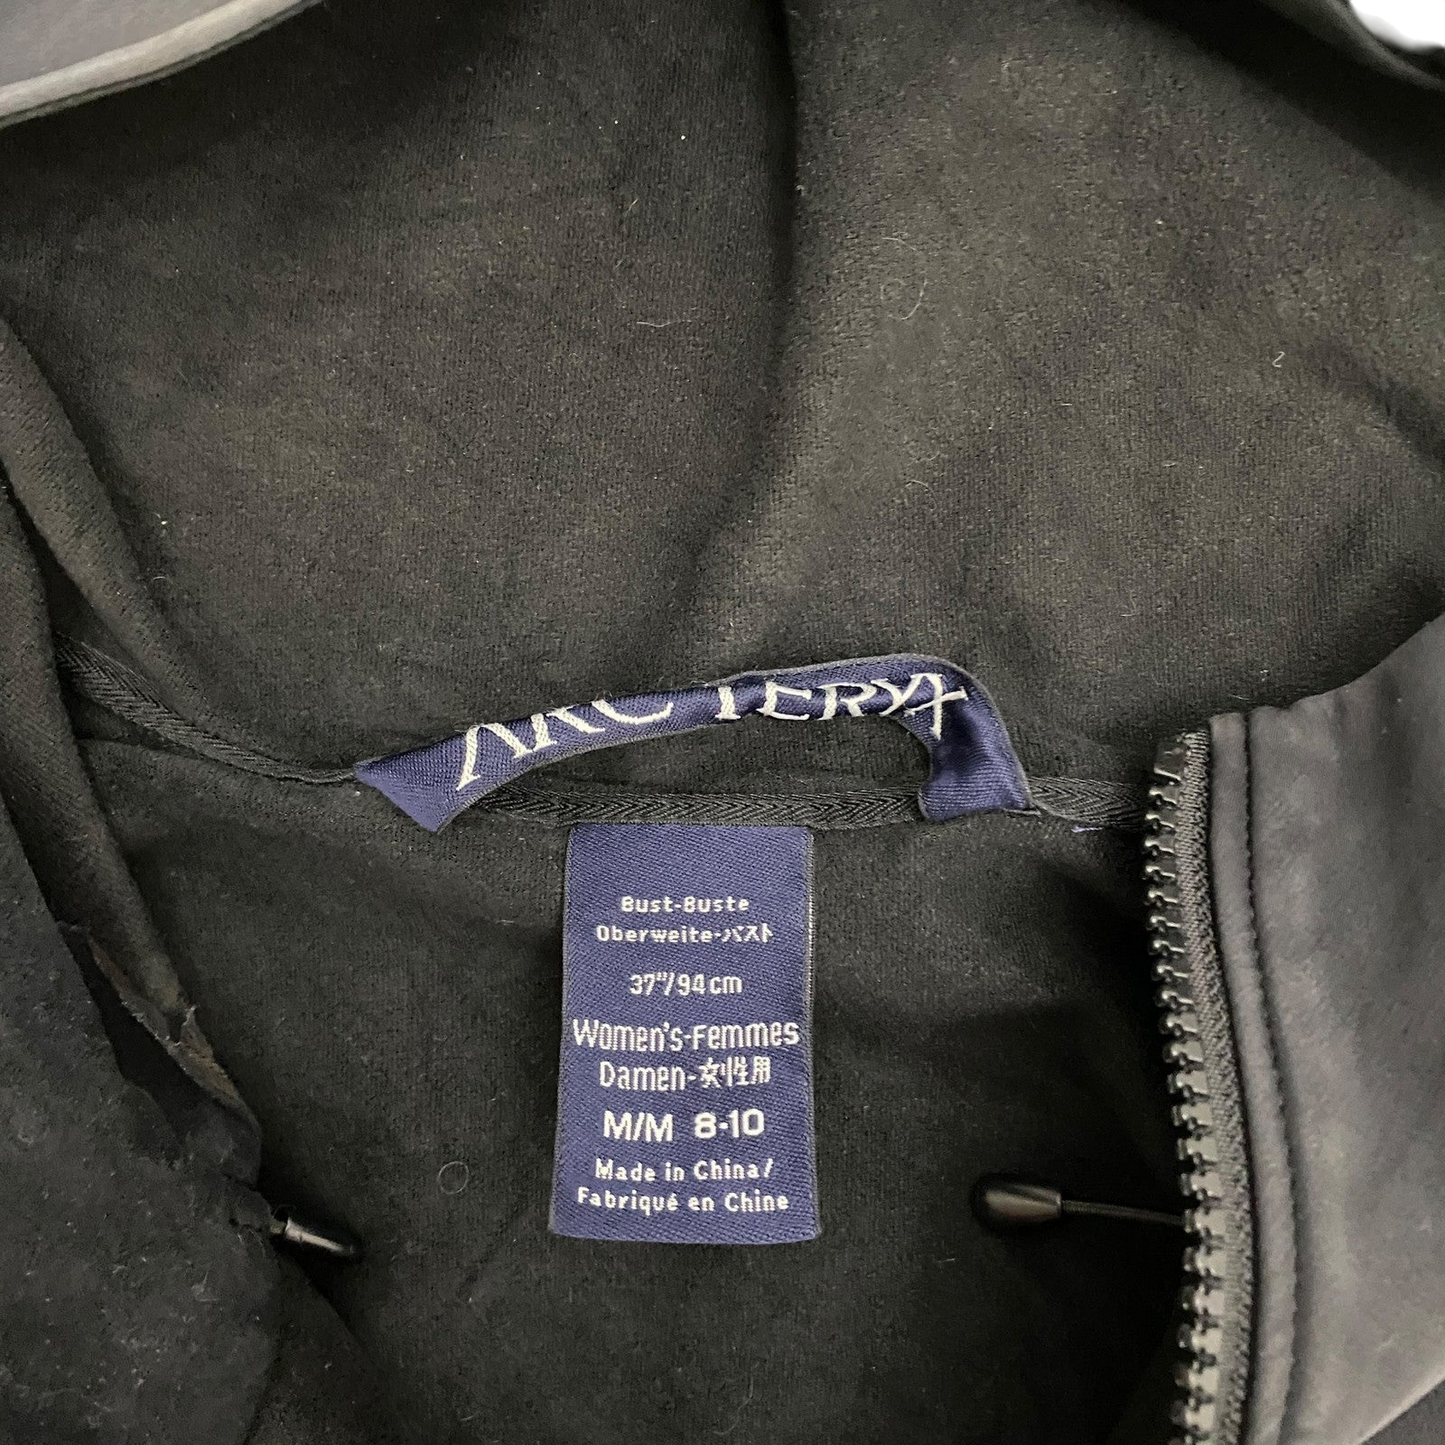 ARC'TERYX
Bust-Buste
Oberweite-バスト
37"/94cm
Women's-Femmes
Damen-女性用
M/M 8-10
Made in China/
Fabriqué en Chine